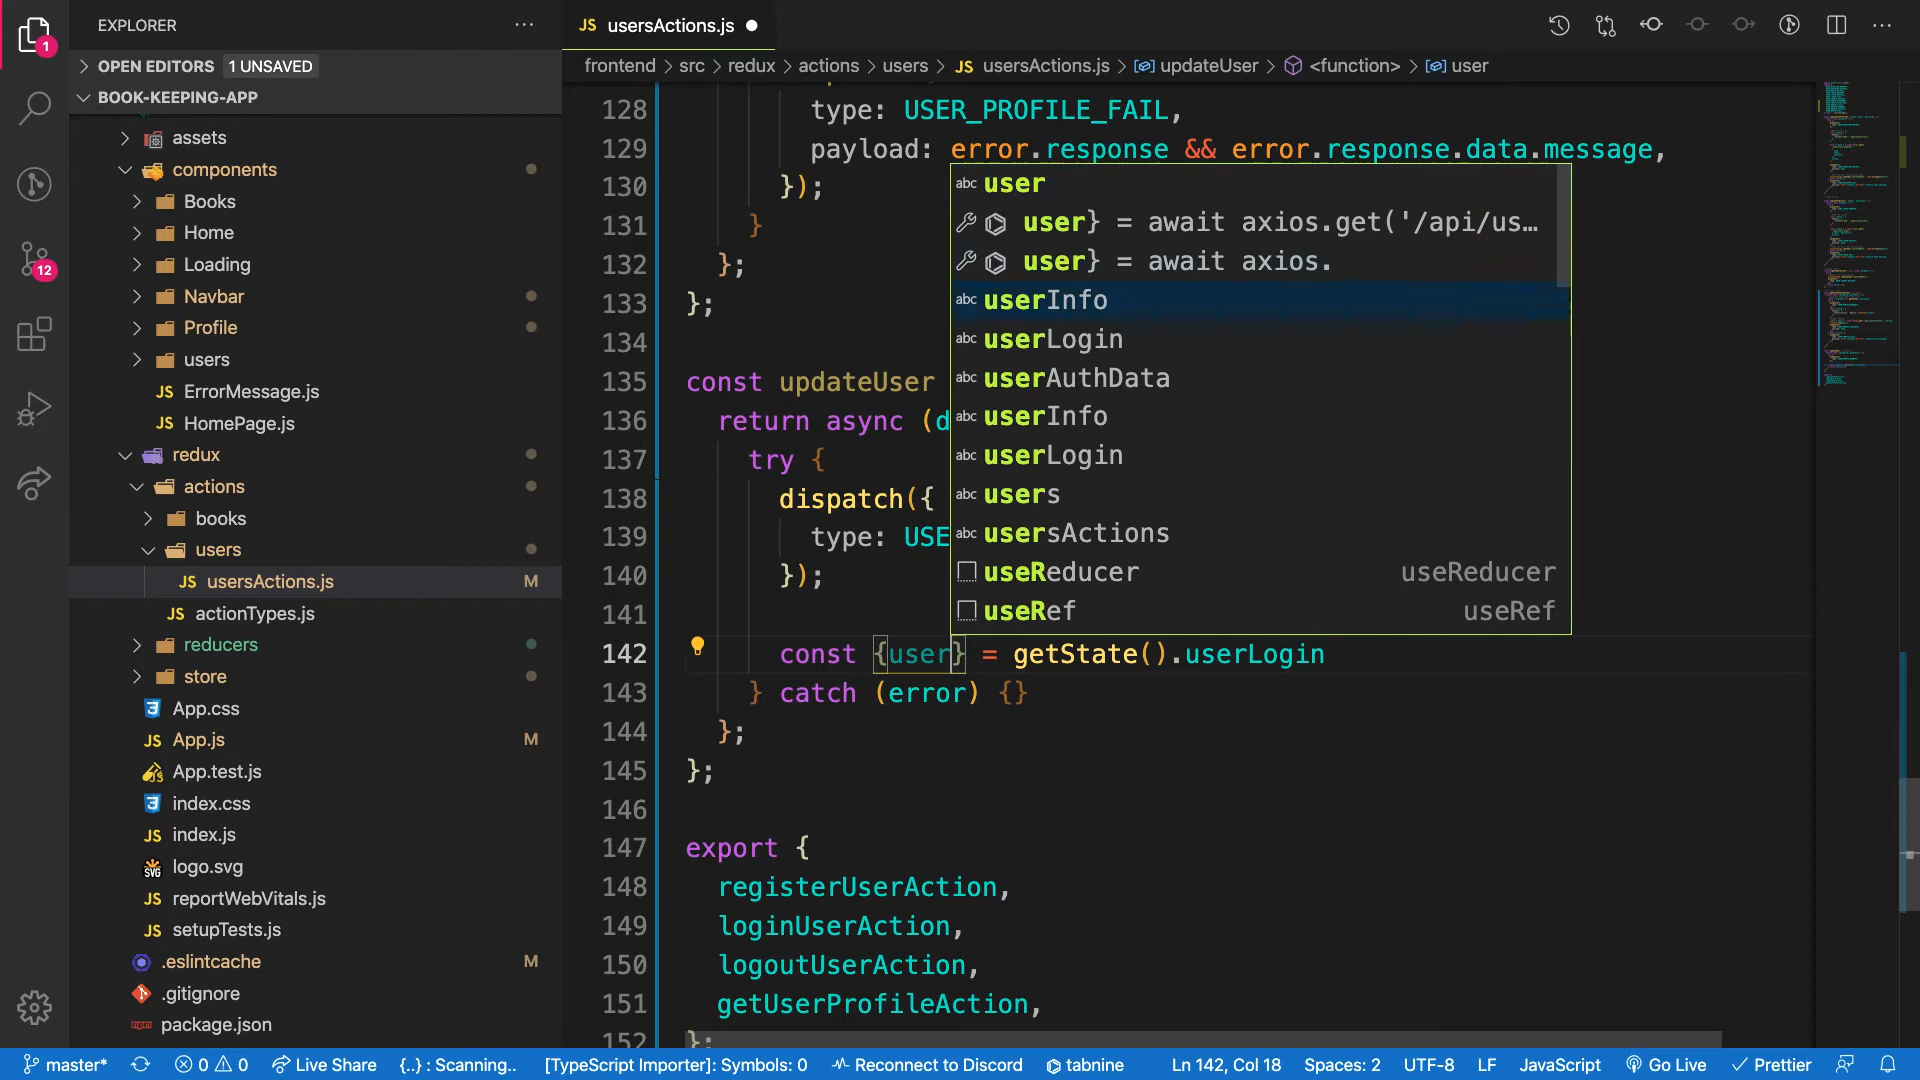 EXPLORER
OPEN EDITORS 1 UNSAVED
BOOK-KEEPING-APP
assets
components
Books
Home
Loading
Navbar
Profile
users
JS ErrorMessage.js
JS HomePage.js
redux
actions
books
users
JS usersActions.js M
JS actionTypes.js
reducers
store
App.css
JS App.js M
App.test.js
index.css
JS index.js
SVG logo.svg
JS reportWebVitals.js
JS setupTests.js
.eslintcache M
.gitignore
package.json
1
12
JS usersActions.js
frontend > src > redux > actions > users > JS usersActions.js > updateUser > <function> > user
128 type: USER_PROFILE_FAIL,
129 payload: error.response && error.response.data.message,
130 });
131 }
132 };
133 };
134
135 const updateUser
136 return async (d
137 try {
138 dispatch({
139 type: USE
140 });
141
142 const {user} = getState().userLogin
143 } catch (error) {}
144 };
145 };
146
147 export {
148 registerUserAction,
149 loginUserAction,
150 logoutUserAction,
151 getUserProfileAction,
152 };
abc user
user} = await axios.get('/api/us…
user} = await axios.
abc userInfo
abc userLogin
abc userAuthData
abc userInfo
abc userLogin
abc users
abc usersActions
useReducer useReducer
useRef useRef
master* 0 0 Live Share {..} : Scanning.. [TypeScript Importer]: Symbols: 0 Reconnect to Discord tabnine Ln 142, Col 18 Spaces: 2 UTF-8 LF JavaScript Go Live Prettier